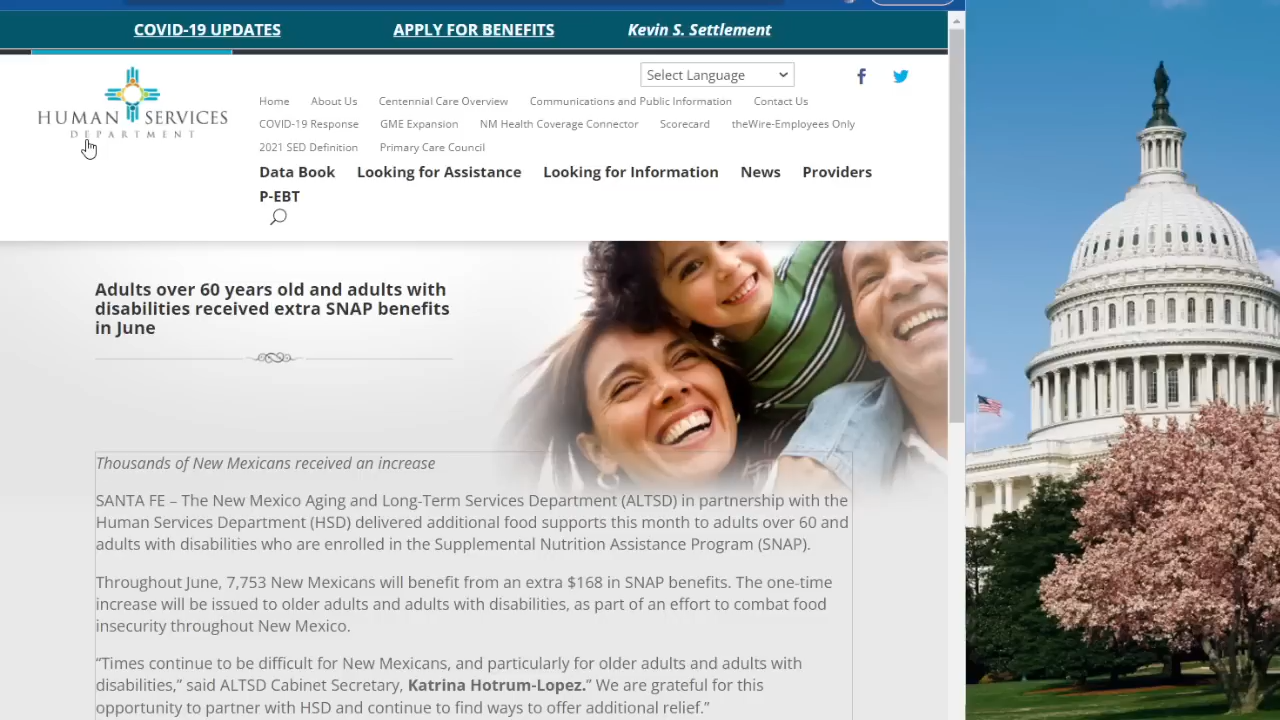 COVID-19 UPDATES APPLY FOR BENEFITS Kevin S. Settlement
Select Language
HUMAN SERVICES
DEPARTMENT
Home About Us Centennial Care Overview Communications and Public Information Contact Us
COVID-19 Response GME Expansion NM Health Coverage Connector Scorecard theWire-Employees Only
2021 SED Definition Primary Care Council
Data Book Looking for Assistance Looking for Information News Providers
P-EBT
Adults over 60 years old and adults with
disabilities received extra SNAP benefits
in June
Thousands of New Mexicans received an increase
SANTA FE – The New Mexico Aging and Long-Term Services Department (ALTSD) in partnership with the
Human Services Department (HSD) delivered additional food supports this month to adults over 60 and
adults with disabilities who are enrolled in the Supplemental Nutrition Assistance Program (SNAP).
Throughout June, 7,753 New Mexicans will benefit from an extra $168 in SNAP benefits. The one-time
increase will be issued to older adults and adults with disabilities, as part of an effort to combat food
insecurity throughout New Mexico.
“Times continue to be difficult for New Mexicans, and particularly for older adults and adults with
disabilities,” said ALTSD Cabinet Secretary, Katrina Hotrum-Lopez.” We are grateful for this
opportunity to partner with HSD and continue to find ways to offer additional relief.”